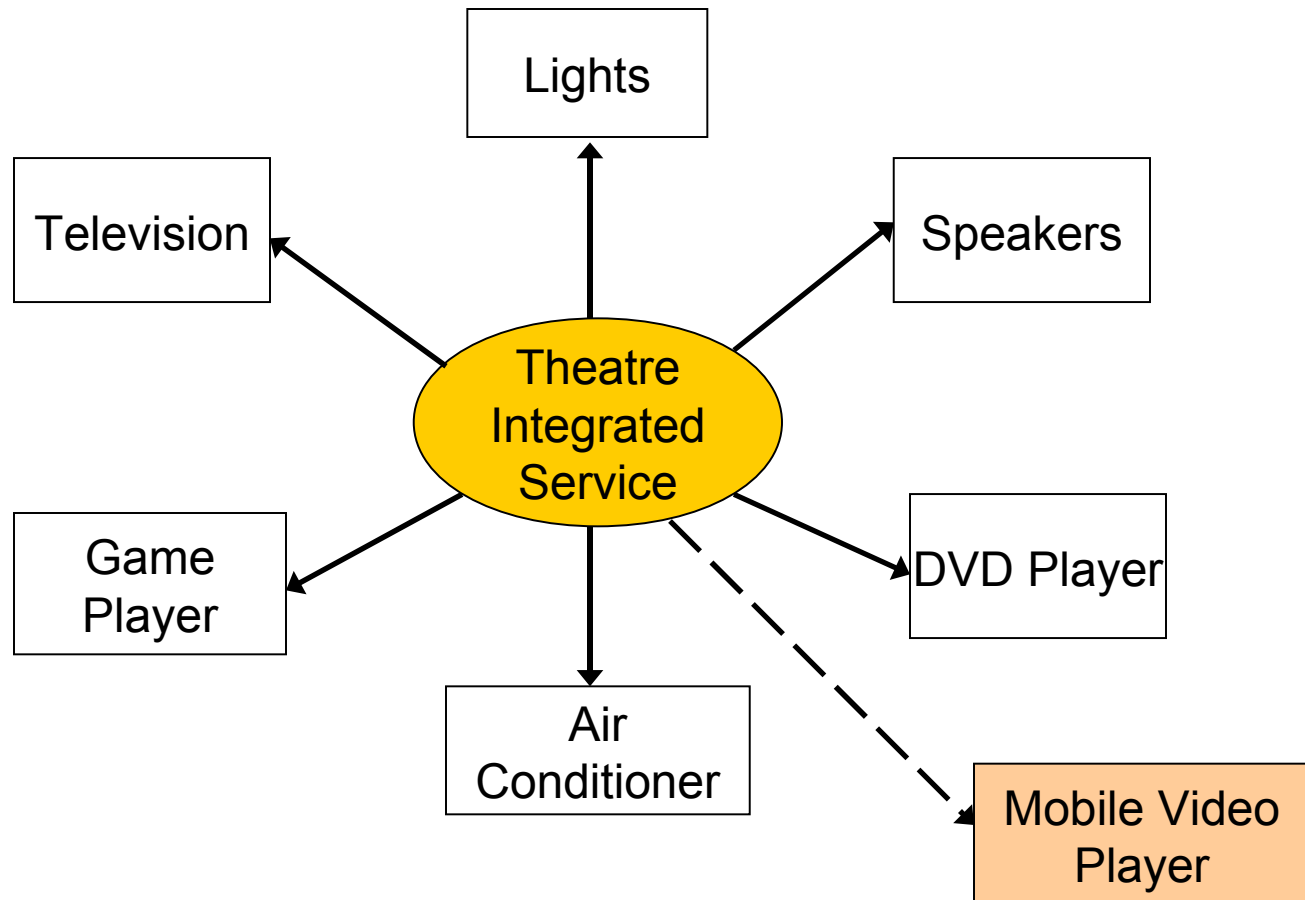 Lights
Television
Speakers
Theatre
Integrated
Service
Game
Player
DVD Player
Air
Conditioner
Mobile Video
Player